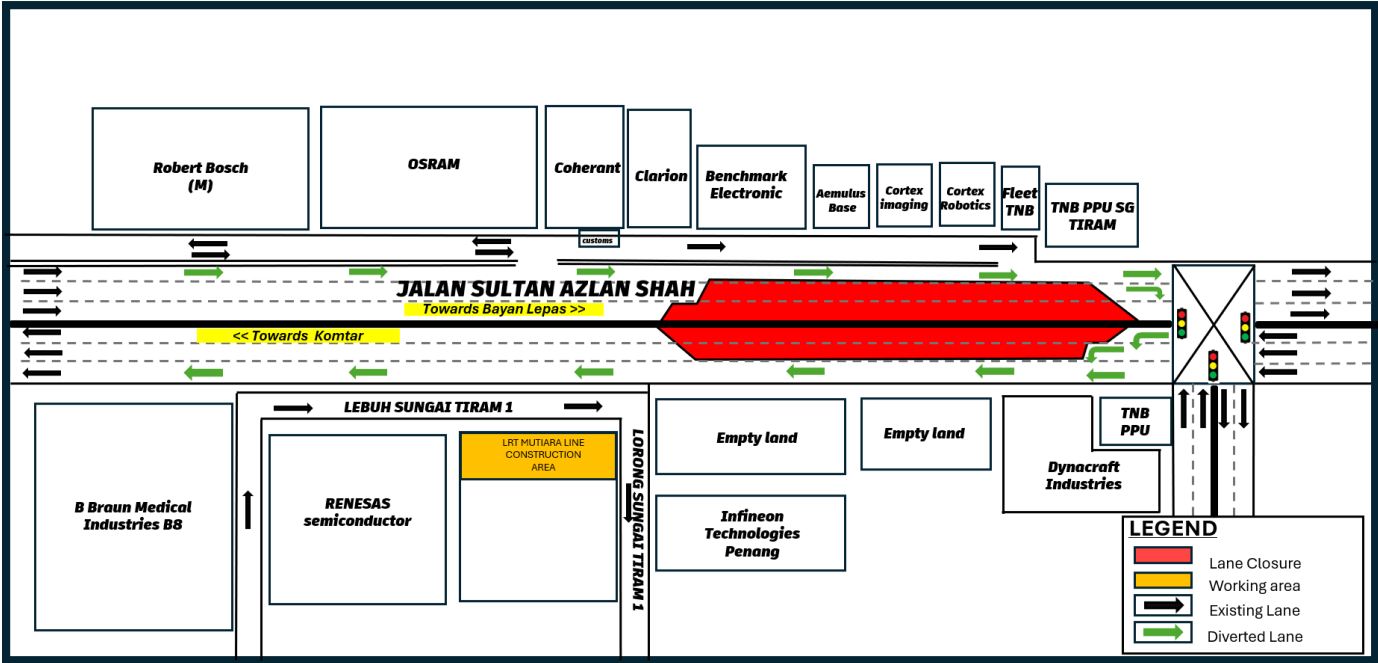 Robert Bosch
(M)
OSRAM
Coherant
customs
Clarion
Benchmark
Electronic
Aemulus
Base
Cortex
imaging
Cortex
Robotics
Fleet
TNB
TNB PPU SG
TIRAM
JALAN SULTAN AZLAN SHAH
Towards Bayan Lepas >>
<< Towards Komtar
LEBUH SUNGAI TIRAM 1
LORONG SUNGAI TIRAM 1
B Braun Medical
Industries B8
RENESAS
semiconductor
LRT MUTIARA LINE
CONSTRUCTION
AREA
Empty land
Infineon
Technologies
Penang
Empty land
Dynacraft
Industries
TNB
PPU
LEGEND
Lane Closure
Working area
Existing Lane
Diverted Lane